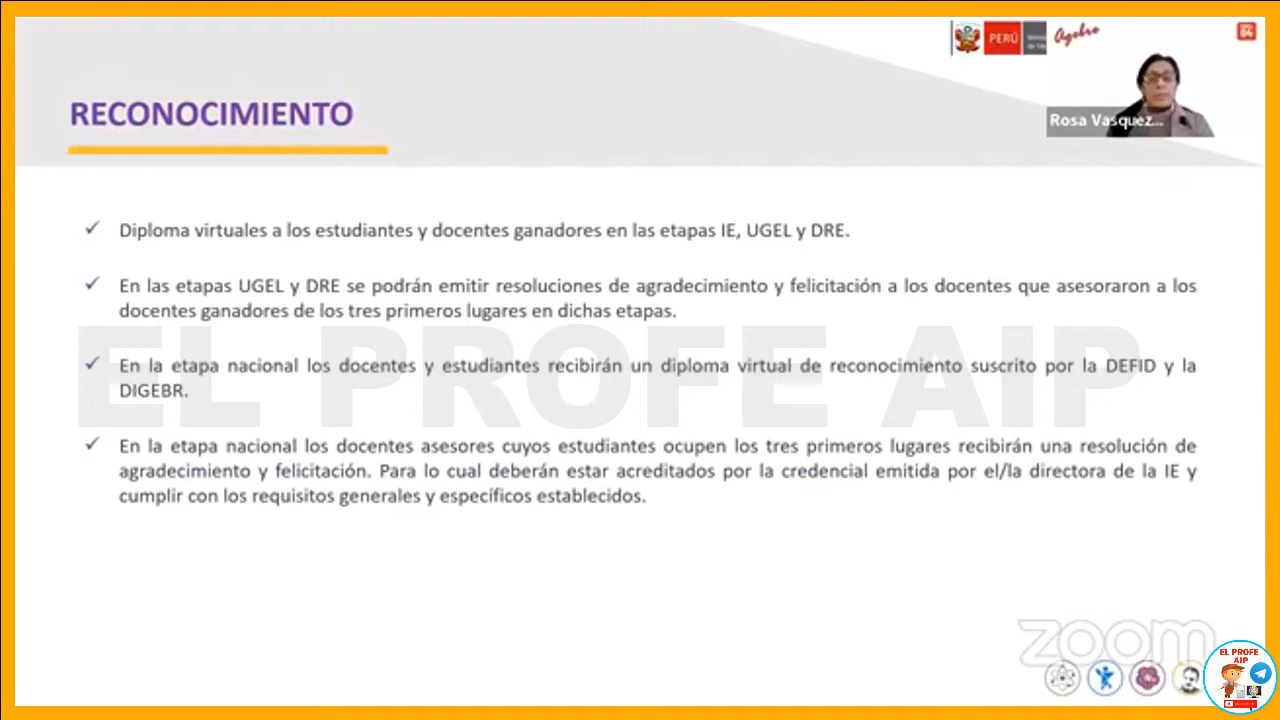 PERÚ
RECONOCIMIENTO
Rosa Vasquez...
✓ Diploma virtuales a los estudiantes y docentes ganadores en las etapas IE, UGEL y DRE.
✓ En las etapas UGEL y DRE se podrán emitir resoluciones de agradecimiento y felicitación a los docentes que asesoraron a los
docentes ganadores de los tres primeros lugares en dichas etapas.
EL PROFE AIP
✓ En la etapa nacional los docentes y estudiantes recibirán un diploma virtual de reconocimiento suscrito por la DEFID y la
DIGEBR.
✓ En la etapa nacional los docentes asesores cuyos estudiantes ocupen los tres primeros lugares recibirán una resolución de
agradecimiento y felicitación. Para lo cual deberán estar acreditados por la credencial emitida por el/la directora de la IE y
cumplir con los requisitos generales y específicos establecidos.
zoom
EL PROFE
AIP